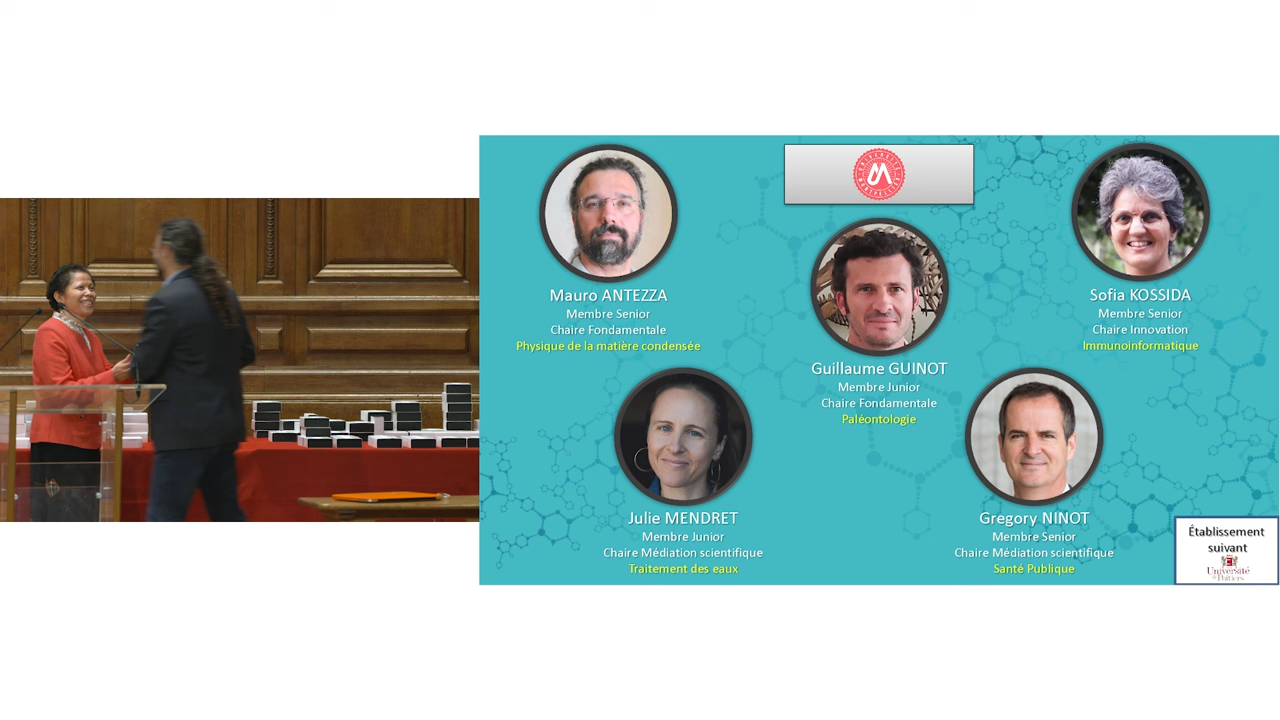 UNIVERSITÉ
MONTPELLIER
Mauro ANTEZZA
Membre Senior
Chaire Fondamentale
Physique de la matière condensée
Guillaume GUINOT
Membre Junior
Chaire Fondamentale
Paléontologie
Sofia KOSSIDA
Membre Senior
Chaire Innovation
Immunoinformatique
Julie MENDRET
Membre Junior
Chaire Médiation scientifique
Traitement des eaux
Gregory NINOT
Membre Senior
Chaire Médiation scientifique
Santé Publique
Établissement
suivant
Université
de Poitiers